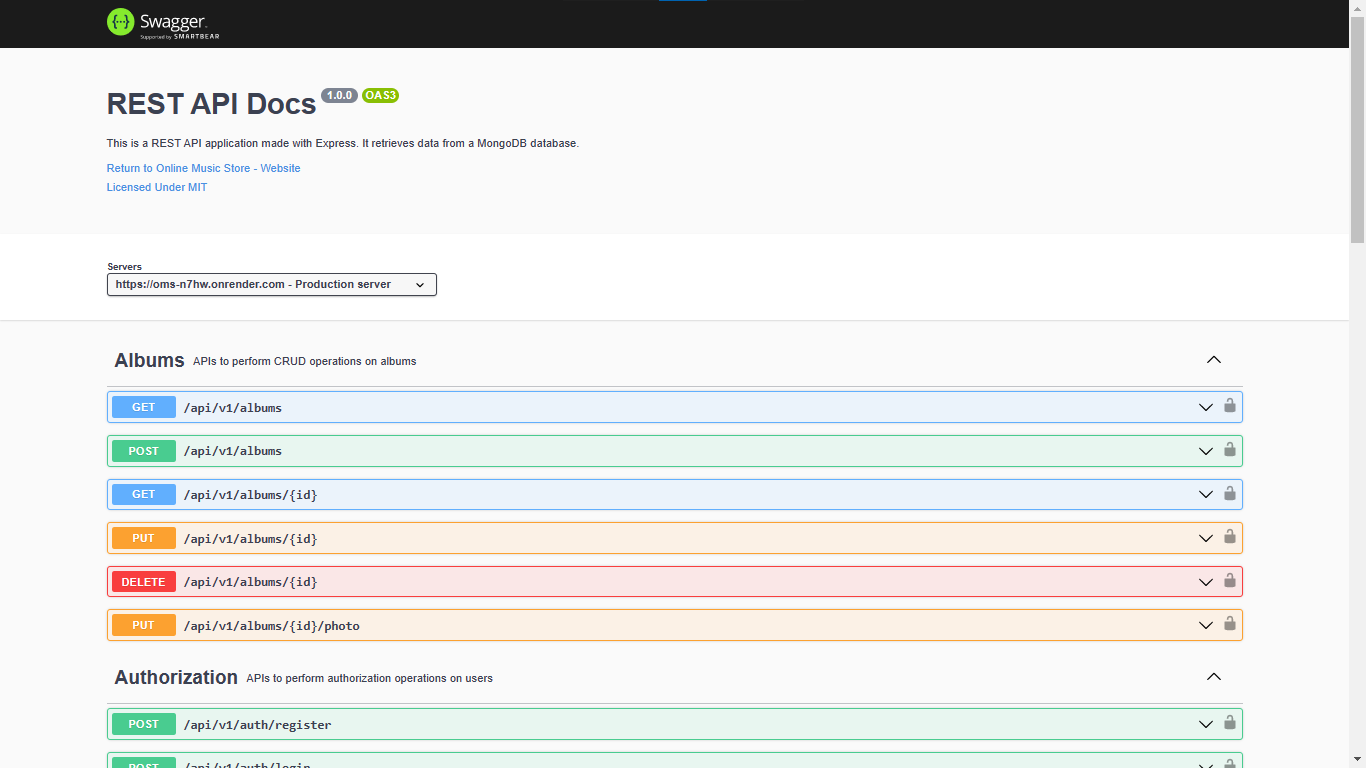 Swagger.
Supported by SMARTBEAR
REST API Docs 1.0.0 OAS3
This is a REST API application made with Express. It retrieves data from a MongoDB database.
Return to Online Music Store - Website
Licensed Under MIT
Servers
https://oms-n7hw.onrender.com - Production server
Albums APIs to perform CRUD operations on albums
GET /api/v1/albums
POST /api/v1/albums
GET /api/v1/albums/{id}
PUT /api/v1/albums/{id}
DELETE /api/v1/albums/{id}
PUT /api/v1/albums/{id}/photo
Authorization APIs to perform authorization operations on users
POST /api/v1/auth/register
POST /api/v1/auth/login